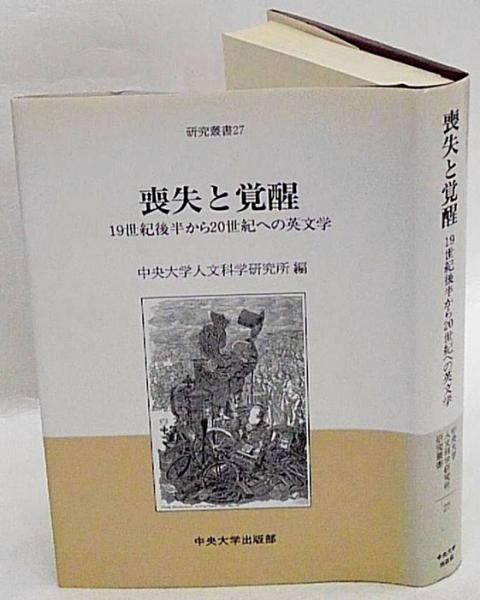 研究叢書27
喪失と覚醒
19世紀後半から20世紀への英文学
中央大学人文科学研究所 編
中央大学出版部
喪失と覚醒
19世紀後半から20世紀への英文学
中央大学
人文科学研究所
研究叢書
27
中央大学
出版部